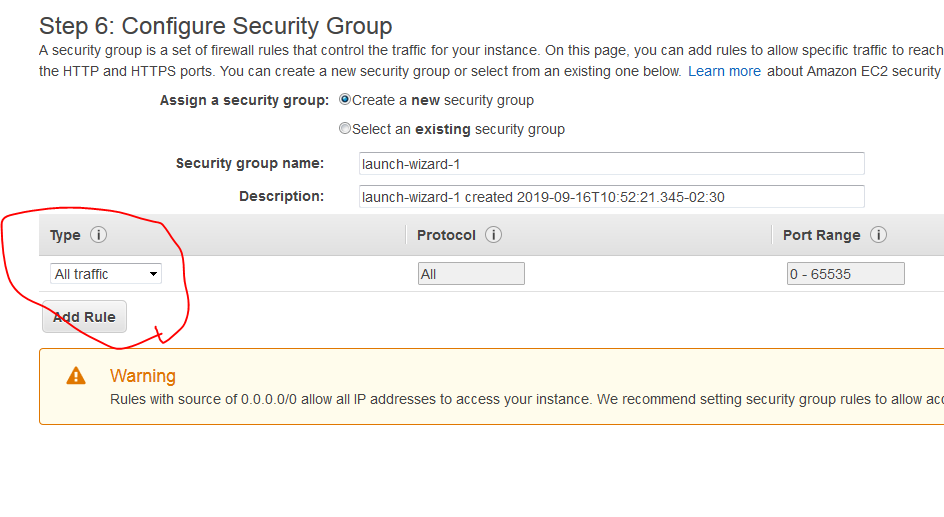 Step 6: Configure Security Group
A security group is a set of firewall rules that control the traffic for your instance. On this page, you can add rules to allow specific traffic to reach
the HTTP and HTTPS ports. You can create a new security group or select from an existing one below. Learn more about Amazon EC2 security
Assign a security group: Create a new security group
Select an existing security group
Security group name: launch-wizard-1
Description: launch-wizard-1 created 2019-09-16T10:52:21.345-02:30
Type i Protocol i Port Range i
All traffic All 0 - 65535
Add Rule
Warning
Rules with source of 0.0.0.0/0 allow all IP addresses to access your instance. We recommend setting security group rules to allow